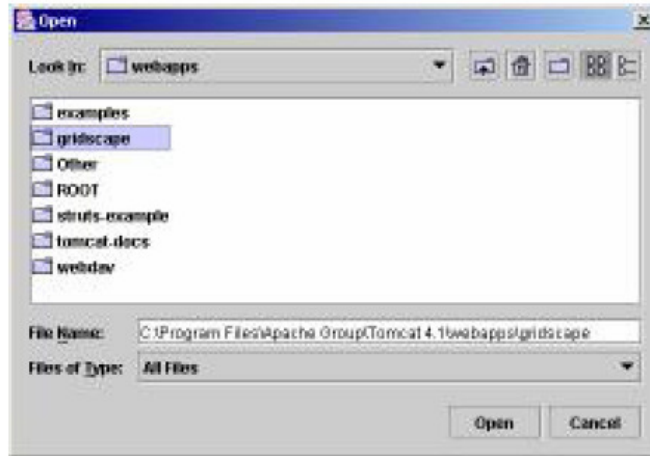 Open
Look In: webapps
examples
gridscape
Other
ROOT
struts-example
tomcat-docs
webdav
File Name: C:\Program Files\Apache Group\Tomcat 4.1\webapps\gridscape
Files of Type: All Files
Open Cancel